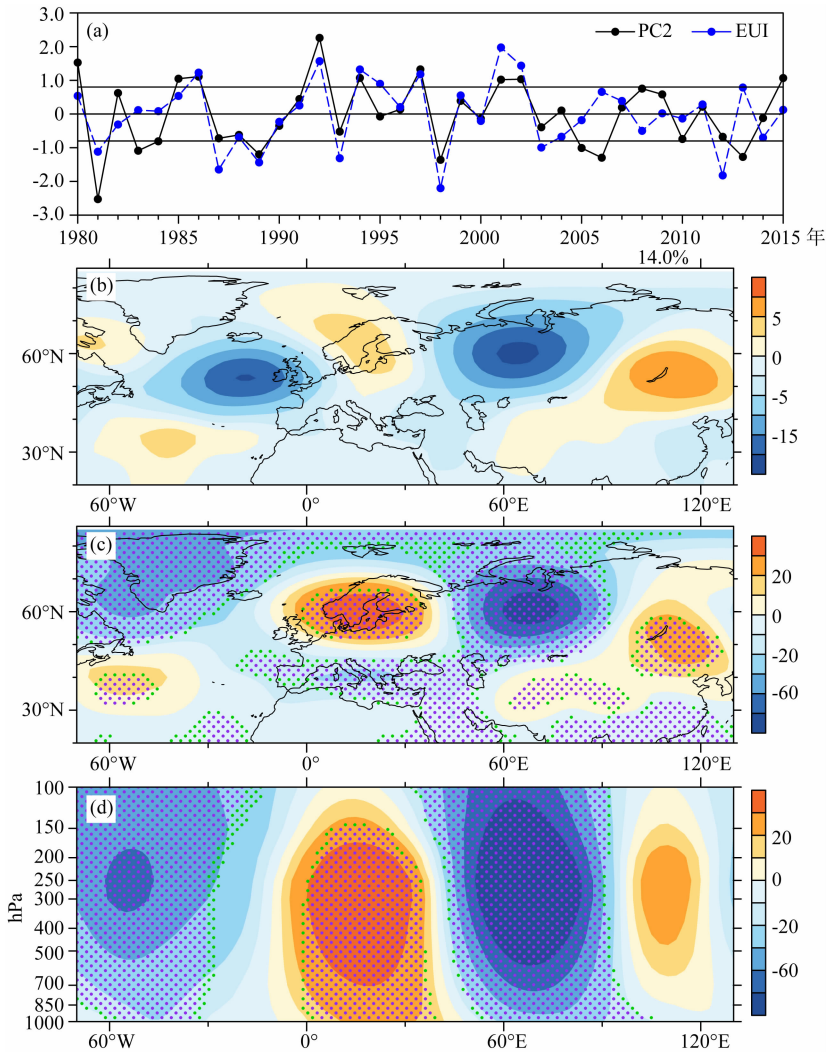 3.0
(a)
PC2
EUI
2.0
1.0
0
-1.0
-2.0
-3.0
1980
1985
1990
1995
2000
2005
2010
2015 年
14.0%
(b)
60°N
30°N
60°W
0°
60°E
120°E
5
0
-5
-15
(c)
60°N
30°N
60°W
0°
60°E
120°E
20
0
-20
-60
(d)
hPa
100
150
200
250
300
400
500
700
850
1000
60°W
0°
60°E
120°E
20
0
-20
-60